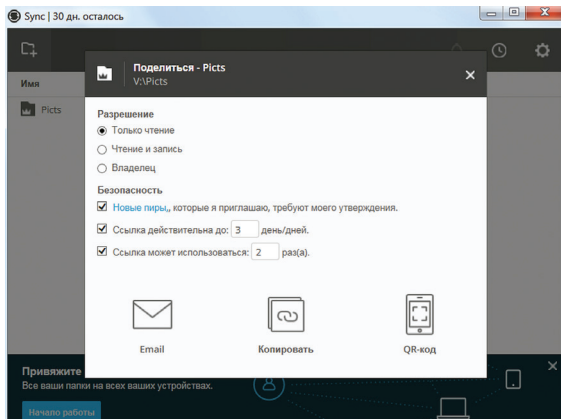 Sync | 30 дн. осталось
Поделиться - Picts
V:\Picts
Имя
Picts
Разрешение
Только чтение
Чтение и запись
Владелец
Безопасность
Новые пиры,, которые я приглашаю, требуют моего утверждения.
Ссылка действительна до: 3 день/дней.
Ссылка может использоваться: 2 раз(а).
Email Копировать QR-код
Привяжите
Все ваши папки на всех ваших устройствах.
Начало работы